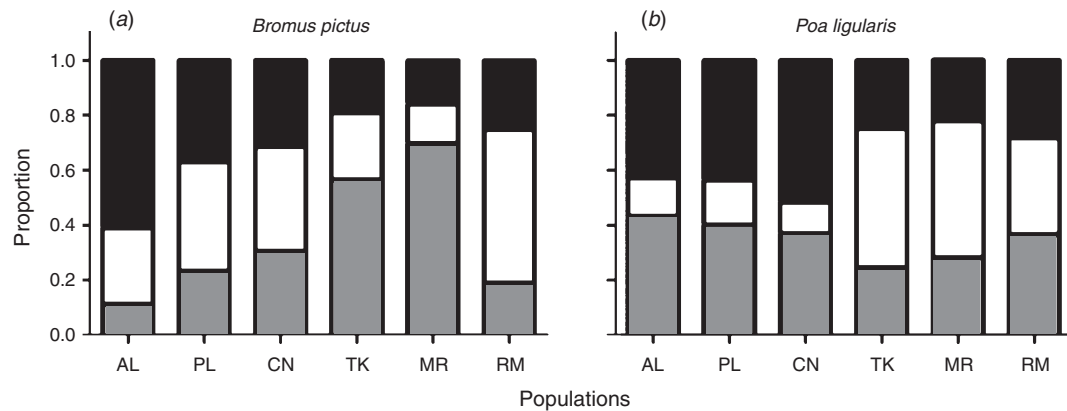 (a)
Bromus pictus
(b)
Poa ligularis
Proportion
1.0
0.8
0.6
0.4
0.2
0.0
AL PL CN TK MR RM
AL PL CN TK MR RM
Populations